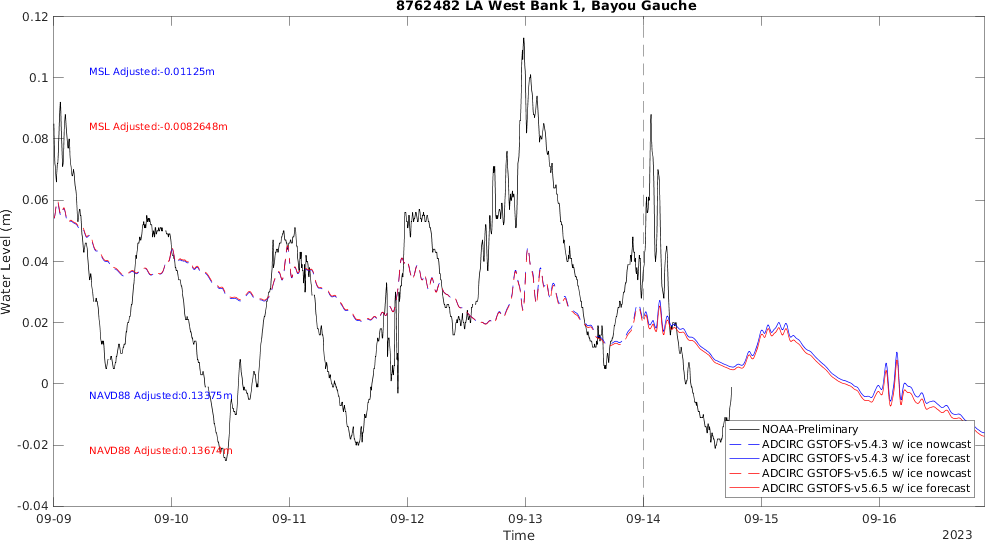 8762482 LA West Bank 1, Bayou Gauche
Water Level (m)
0.12
0.1
0.08
0.06
0.04
0.02
0
-0.02
-0.04
MSL Adjusted:-0.01125m
MSL Adjusted:-0.0082648m
NAVD88 Adjusted:0.13375m
NAVD88 Adjusted:0.13674m
NOAA-Preliminary
ADCIRC GSTOFS-v5.4.3 w/ ice nowcast
ADCIRC GSTOFS-v5.4.3 w/ ice forecast
ADCIRC GSTOFS-v5.6.5 w/ ice nowcast
ADCIRC GSTOFS-v5.6.5 w/ ice forecast
09-09 09-10 09-11 09-12 09-13 09-14 09-15 09-16
Time
2023